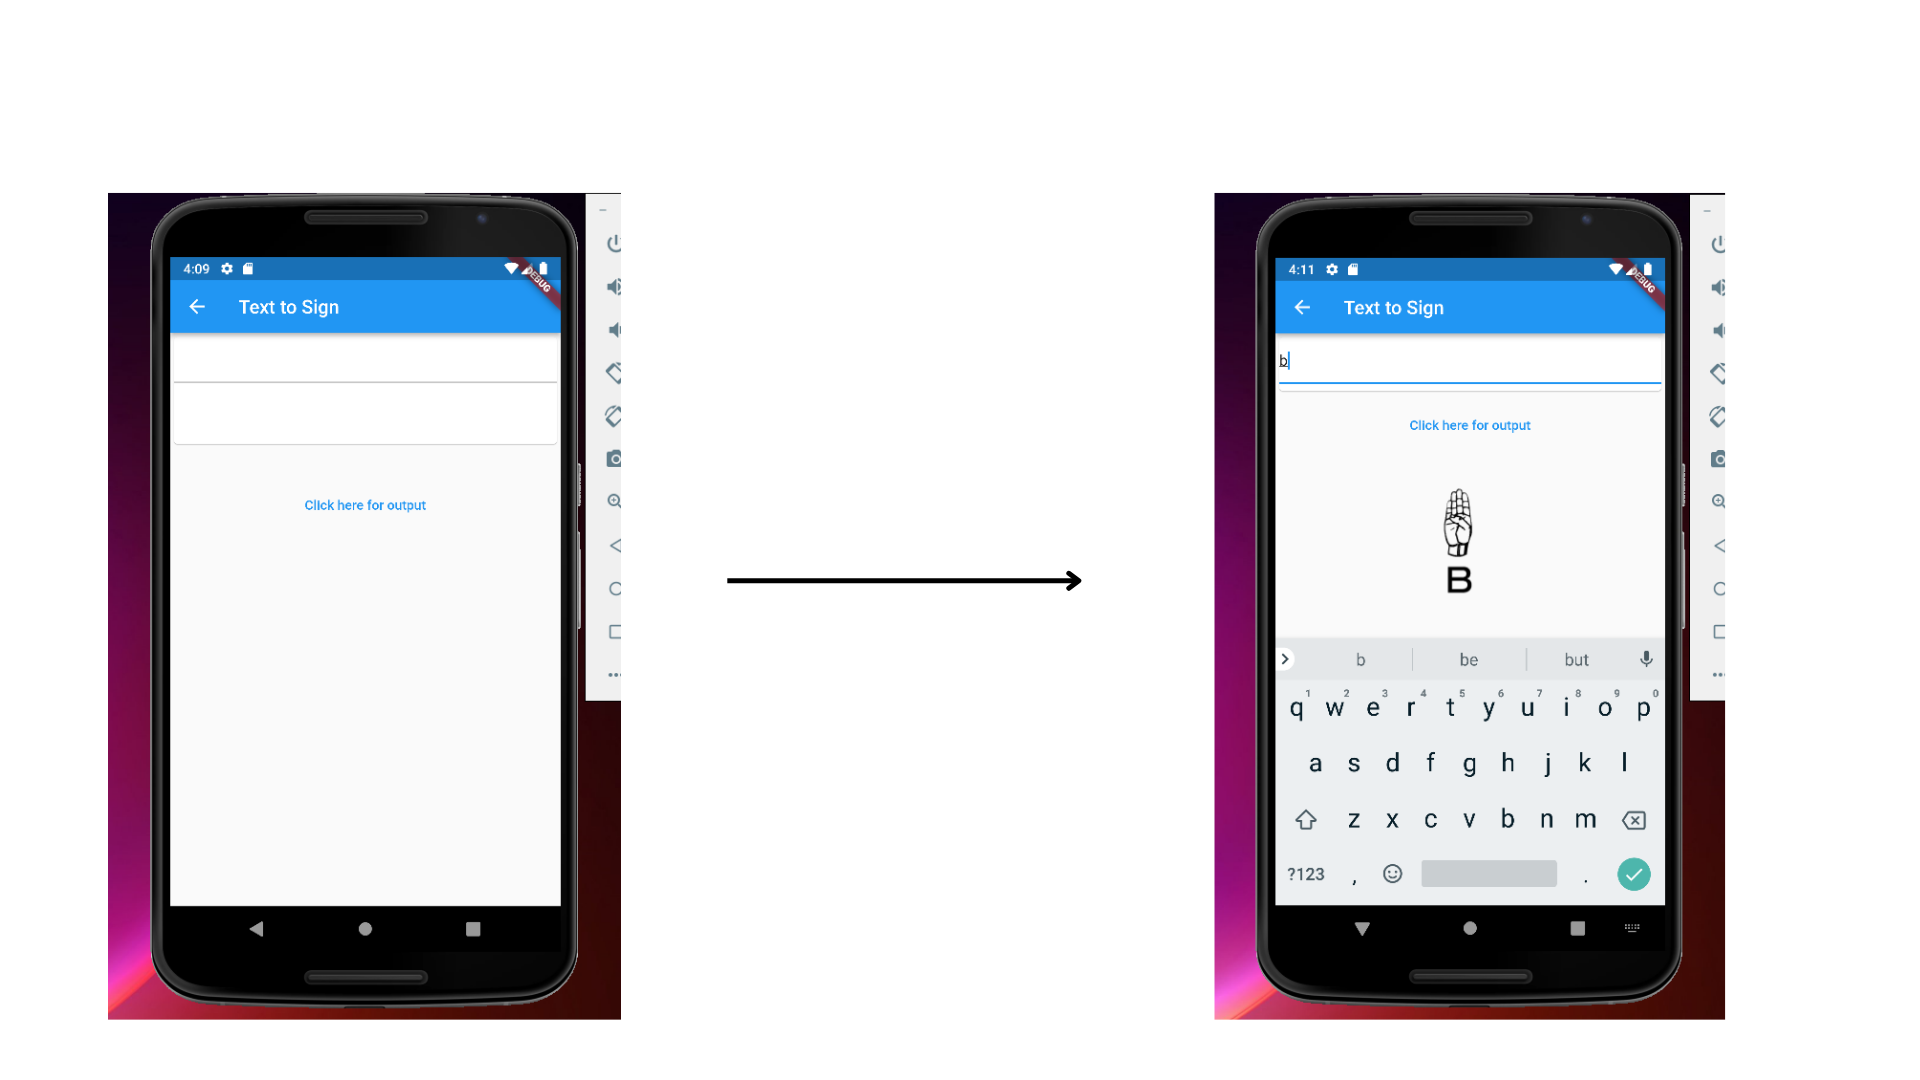 4:09
DEBUG
Text to Sign
Click here for output
4:11
DEBUG
Text to Sign
b
Click here for output
B
b be but
1 2 3 4 5 6 7 8 9 0
q w e r t y u i o p
a s d f g h j k l
z x c v b n m
?123 , .